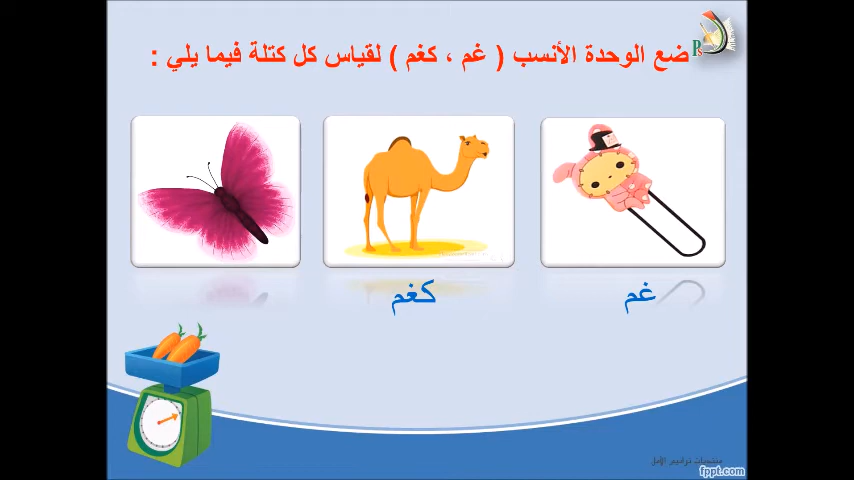 ضع الوحدة الأنسب ( غم ، كغم ) لقياس كل كتلة فيما يلي :
غم
كغم
fppt.com